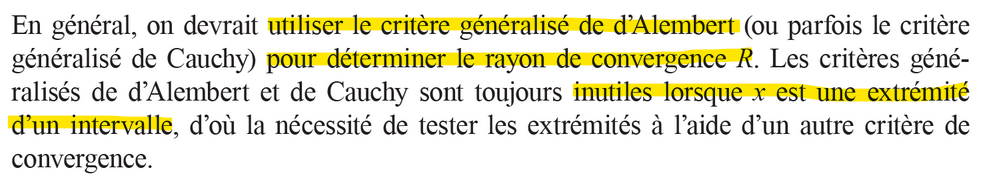 En général, on devrait utiliser le critère généralisé de d'Alembert (ou parfois le critère
généralisé de Cauchy) pour déterminer le rayon de convergence R. Les critères géné-
ralisés de d'Alembert et de Cauchy sont toujours inutiles lorsque x est une extrémité
d'un intervalle, d'où la nécessité de tester les extrémités à l'aide d'un autre critère de
convergence.